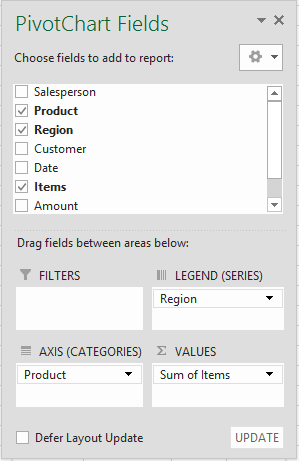 PivotChart Fields
Choose fields to add to report:
Salesperson
Product
Region
Customer
Date
Items
Amount
Drag fields between areas below:
FILTERS
LEGEND (SERIES)
Region
AXIS (CATEGORIES)
VALUES
Product
Sum of Items
Defer Layout Update
UPDATE